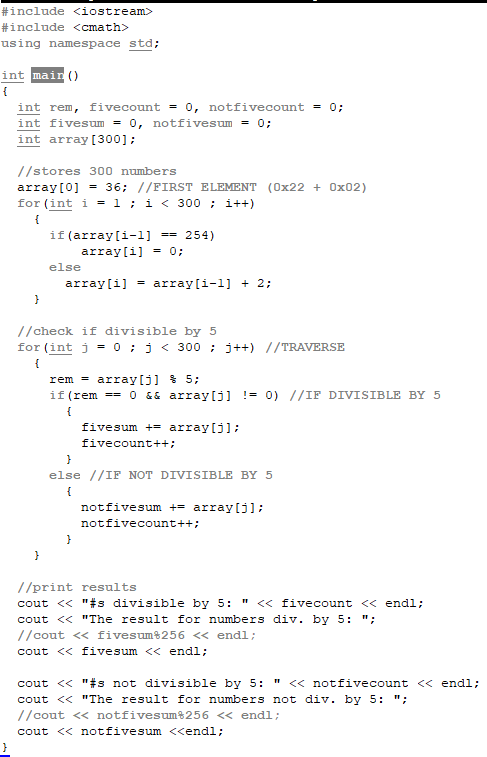 #include <iostream>
#include <cmath>
using namespace std;
int main()
{
int rem, fivecount = 0, notfivecount = 0;
int fivesum = 0, notfivesum = 0;
int array[300];
//stores 300 numbers
array[0] = 36; //FIRST ELEMENT (0x22 + 0x02)
for(int i = 1 ; i < 300 ; i++)
{
if(array[i-1] == 254)
array[i] = 0;
else
array[i] = array[i-1] + 2;
}
//check if divisible by 5
for(int j = 0 ; j < 300 ; j++) //TRAVERSE
{
rem = array[j] % 5;
if(rem == 0 && array[j] != 0) //IF DIVISIBLE BY 5
{
fivesum += array[j];
fivecount++;
}
else //IF NOT DIVISIBLE BY 5
{
notfivesum += array[j];
notfivecount++;
}
}
//print results
cout << "#s divisible by 5: " << fivecount << endl;
cout << "The result for numbers div. by 5: ";
//cout << fivesum%256 << endl;
cout << fivesum << endl;
cout << "#s not divisible by 5: " << notfivecount << endl;
cout << "The result for numbers not div. by 5: ";
//cout << notfivesum%256 << endl;
cout << notfivesum <<endl;
}